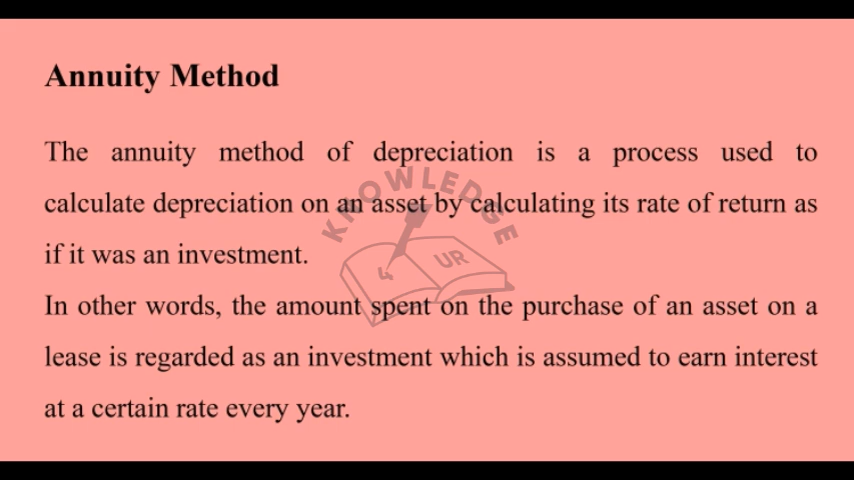 Annuity Method
The annuity method of depreciation is a process used to
calculate depreciation on an asset by calculating its rate of return as
if it was an investment.
In other words, the amount spent on the purchase of an asset on a
lease is regarded as an investment which is assumed to earn interest
at a certain rate every year.
KNOWLEDGE
4 UR